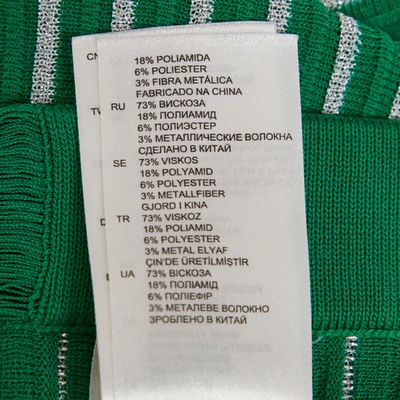 18% POLIAMIDA
6% POLIESTER
3% FIBRA METÁLICA
FABRICADO NA CHINA
RU 73% ВИСКОЗА
18% ПОЛИАМИД
6% ПОЛИЭСТЕР
3% МЕТАЛЛИЧЕСКИЕ ВОЛОКНА
СДЕЛАНО В КИТАЙ
SE 73% VISKOS
18% POLYAMID
6% POLYESTER
3% METALLFIBER
GJORD I KINA
TR 73% VISKOZ
18% POLIAMID
6% POLYESTER
3% METAL ELYAF
ÇIN'DE ÜRETİLMİŞTİR
UA 73% ВІСКОЗА
18% ПОЛІАМІД
6% ПОЛІЕФІР
3% МЕТАЛЕВЕ ВОЛОКНО
ЗРОБЛЕНО В КИТАЙ
CN
TW